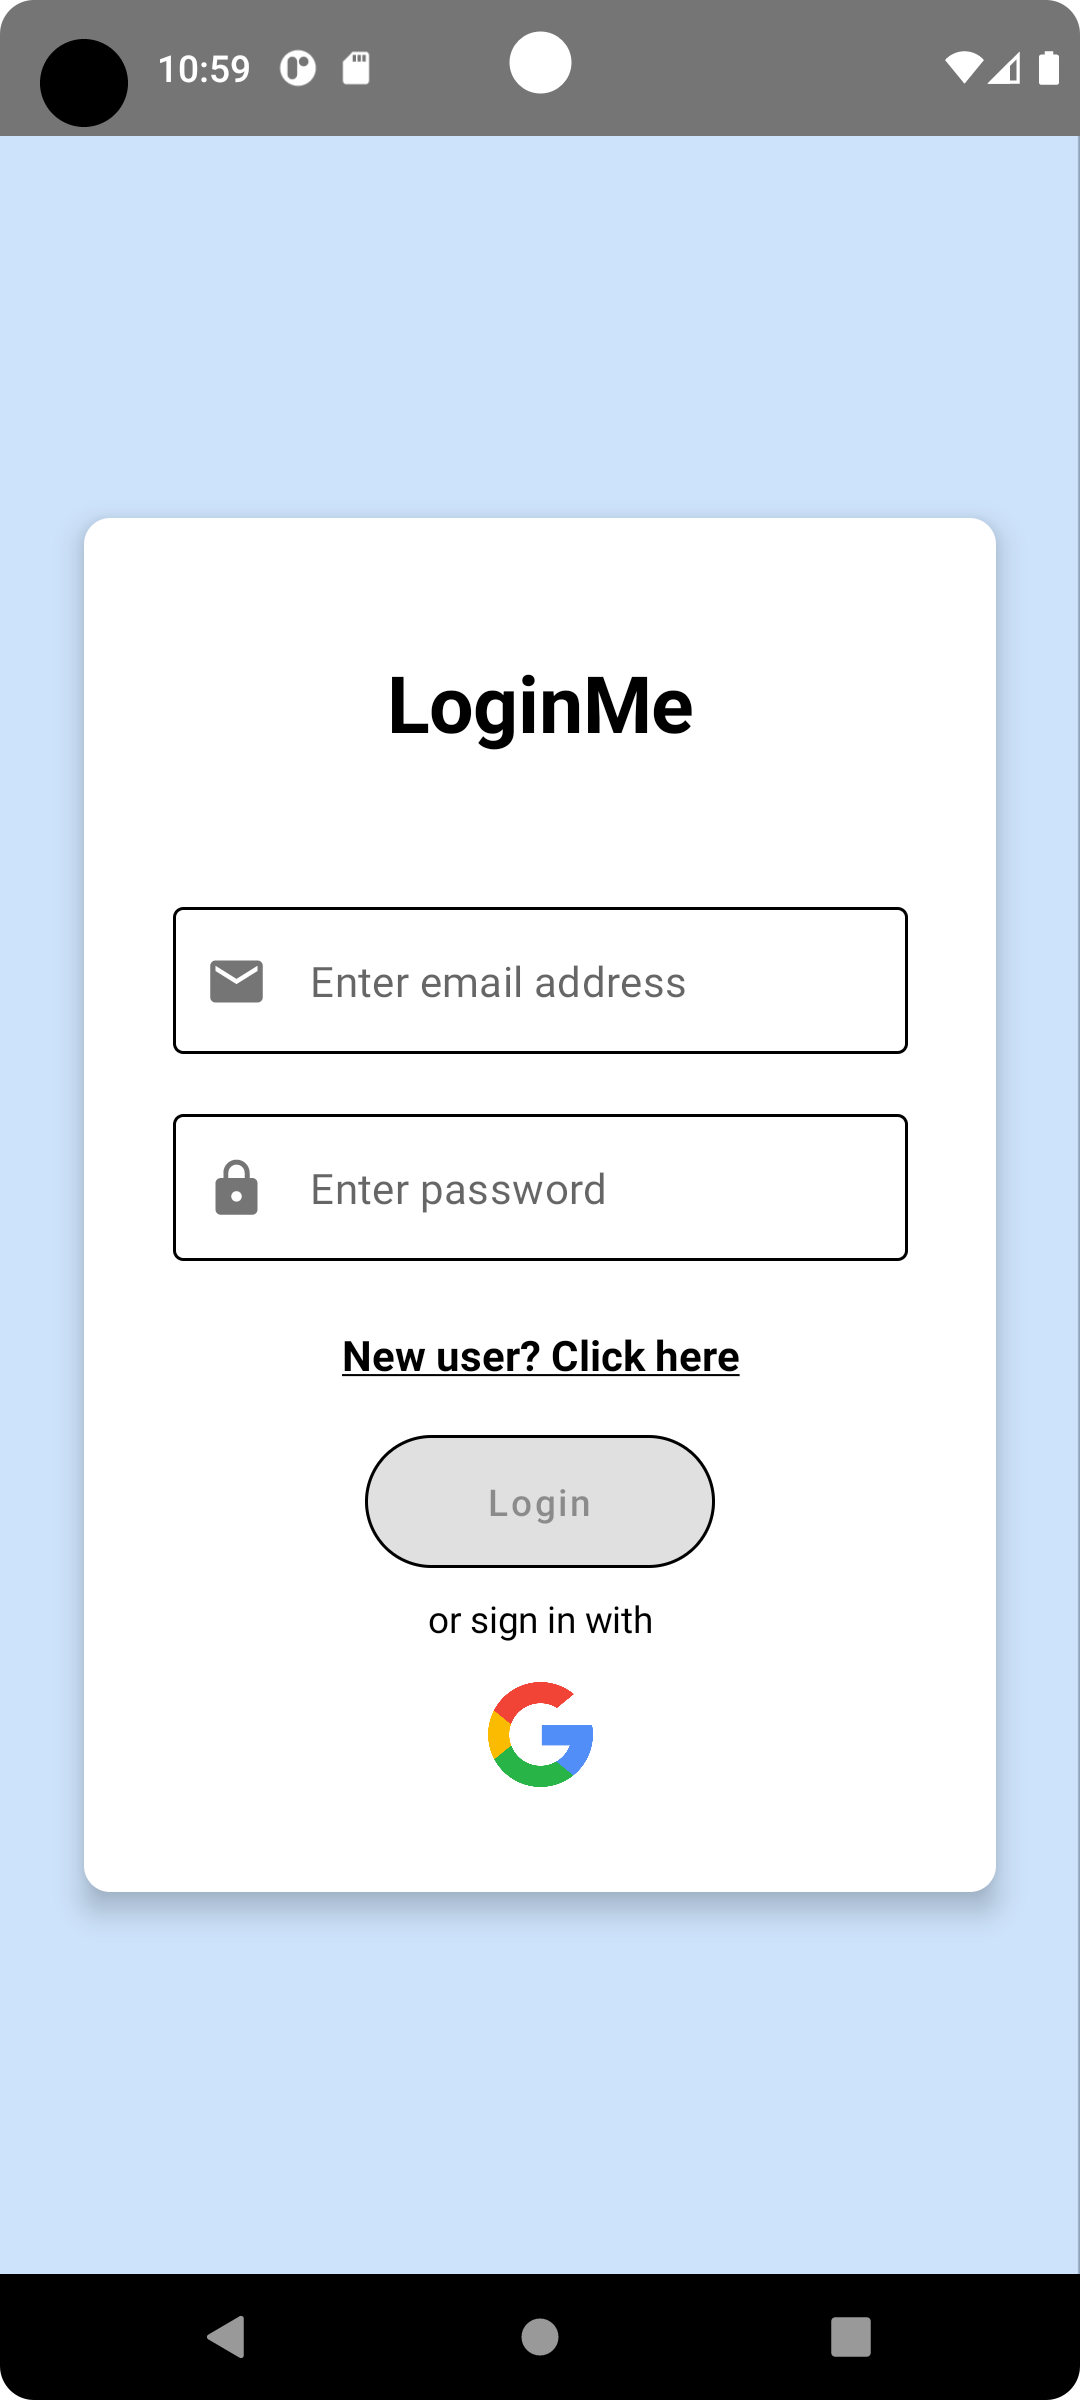 10:59
LoginMe
Enter email address
Enter password
New user? Click here
Login
or sign in with